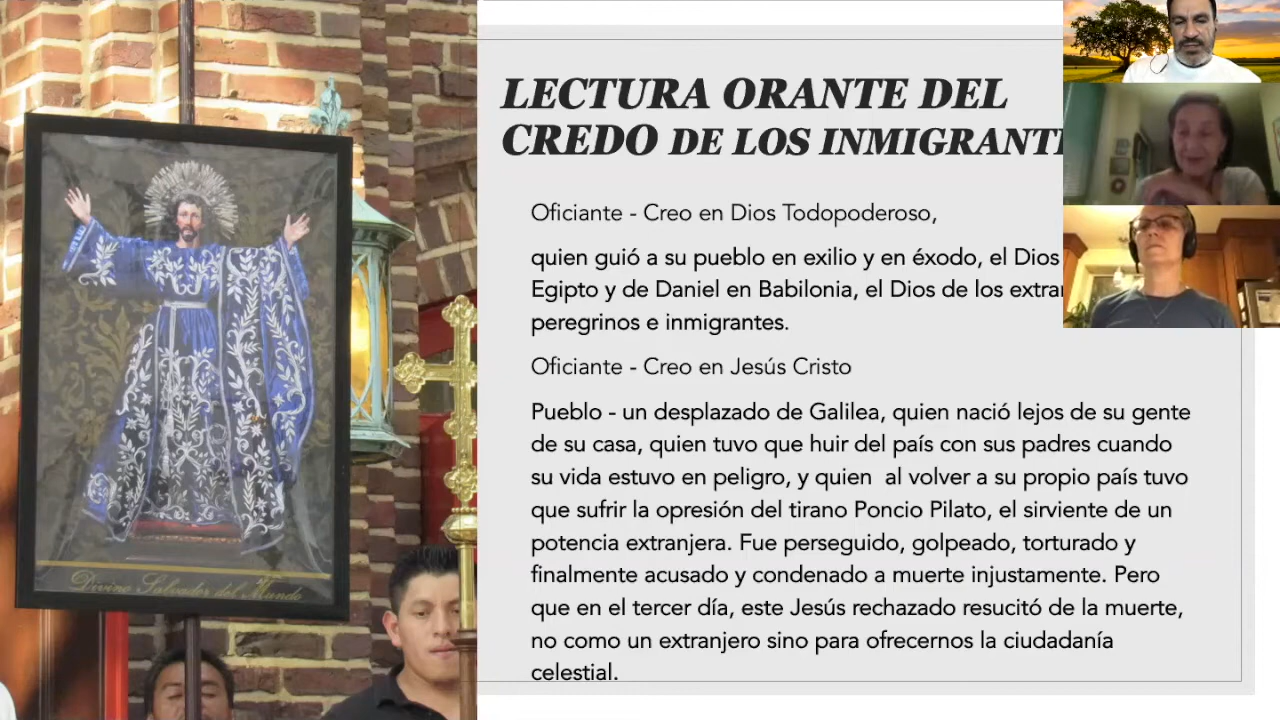 LECTURA ORANTE DEL
CREDO DE LOS INMIGRANT
Oficiante - Creo en Dios Todopoderoso,
quien guió a su pueblo en exilio y en éxodo, el Dios
Egipto y de Daniel en Babilonia, el Dios de los
peregrinos e inmigrantes.
Oficiante - Creo en Jesús Cristo
Pueblo - un desplazado de Galilea, quien nació lejos de su gente
de su casa, quien tuvo que huir del país con sus padres cuando
su vida estuvo en peligro, y quien al volver a su propio país tuvo
que sufrir la opresión del tirano Poncio Pilato, el sirviente de un
potencia extranjera. Fue perseguido, golpeado, torturado y
finalmente acusado y condenado a muerte injustamente. Pero
que en el tercer día, este Jesús rechazado resucitó de la muerte,
no como un extranjero sino para ofrecernos la ciudadanía
celestial.
Divino Salvador del Mundo